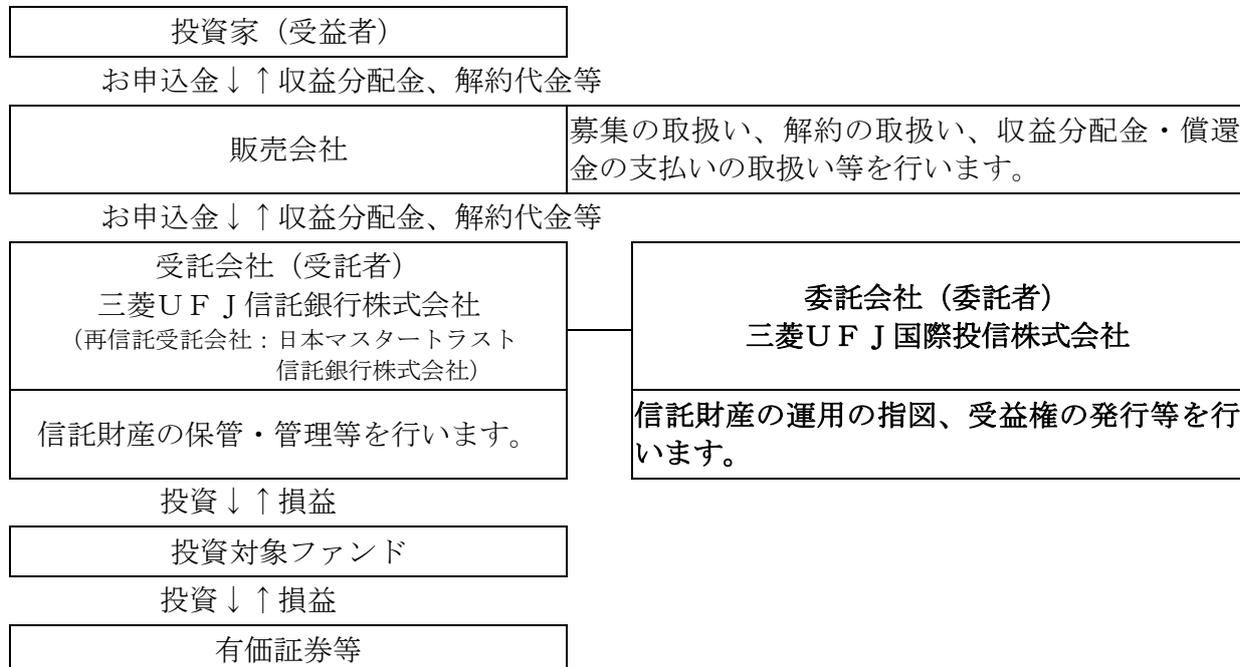 投資家（受益者）
お申込金↓↑収益分配金、解約代金等
販売会社
募集の取扱い、解約の取扱い、収益分配金・償還
金の支払いの取扱い等を行います。
お申込金↓↑収益分配金、解約代金等
受託会社（受託者）
三菱ＵＦＪ信託銀行株式会社
（再信託受託会社：日本マスタートラスト
信託銀行株式会社）
信託財産の保管・管理等を行います。
委託会社（委託者）
三菱ＵＦＪ国際投信株式会社
信託財産の運用の指図、受益権の発行等を行
います。
投資↓↑損益
投資対象ファンド
投資↓↑損益
有価証券等